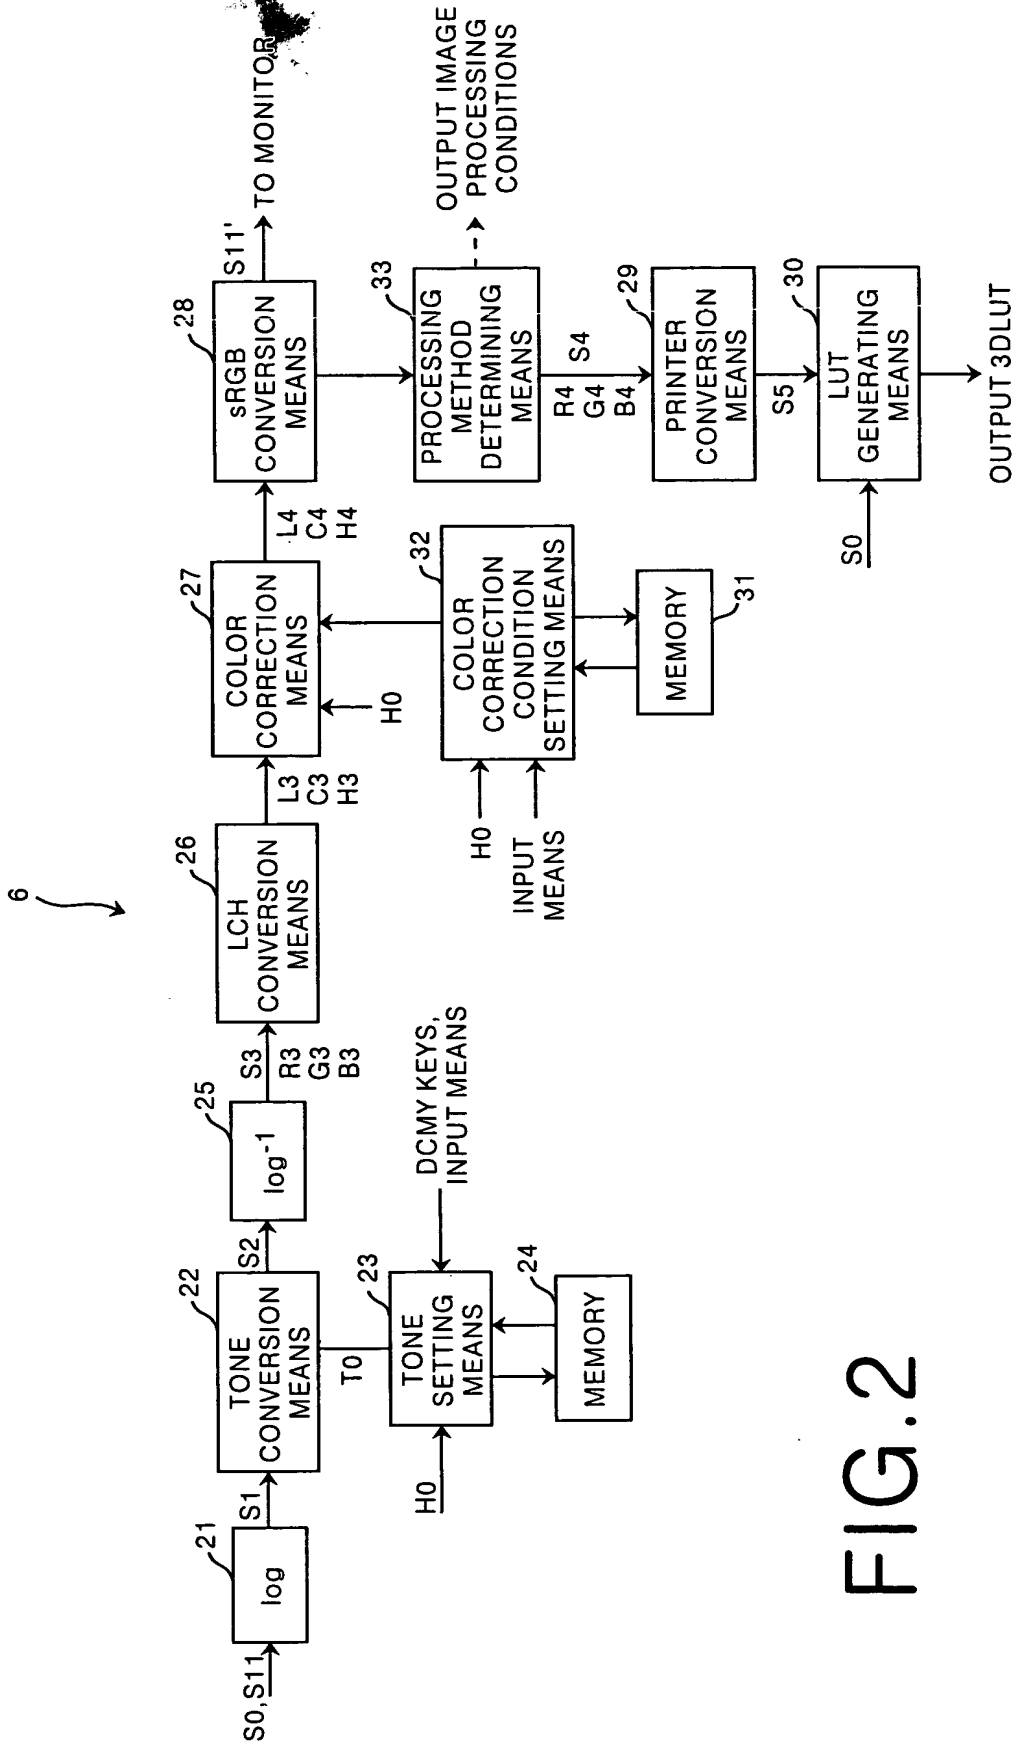 6
S0,S11
21
log
S1
22
TONE
CONVERSION
MEANS
S2
25
log-1
S3
R3
G3
B3
26
LCH
CONVERSION
MEANS
L3
C3
H3
27
COLOR
CORRECTION
MEANS
H0
L4
C4
H4
28
sRGB
CONVERSION
MEANS
S11'
TO MONITOR
T0
H0
23
TONE
SETTING
MEANS
DCMY KEYS,
INPUT MEANS
24
MEMORY
H0
INPUT
MEANS
32
COLOR
CORRECTION
CONDITION
SETTING MEANS
MEMORY
31
33
PROCESSING
METHOD
DETERMINING
MEANS
OUTPUT IMAGE
PROCESSING
CONDITIONS
R4
G4
B4
S4
29
PRINTER
CONVERSION
MEANS
S5
S0
30
LUT
GENERATING
MEANS
OUTPUT 3DLUT
FIG.2